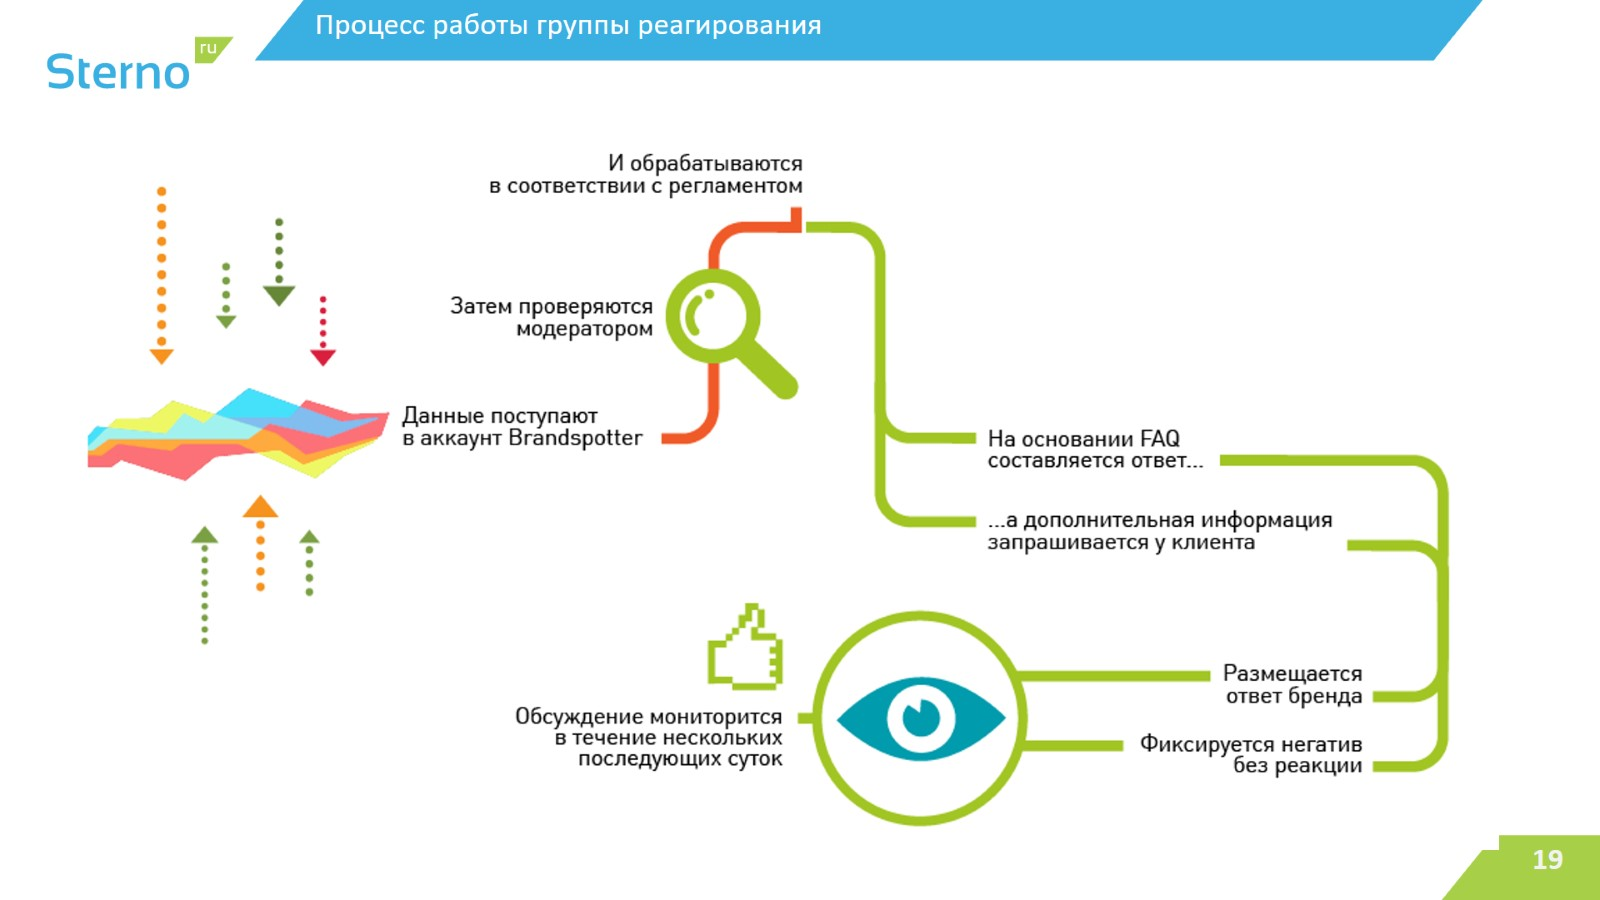 Процесс работы группы реагирования
Sterno
ru
И обрабатываются
в соответствии с регламентом
Затем проверяются
модератором
Данные поступают
в аккаунт Brandspotter
На основании FAQ
составляется ответ...
...а дополнительная информация
запрашивается у клиента
Размещается
ответ бренда
Фиксируется негатив
без реакции
Обсуждение мониторится
в течение нескольких
последующих суток
19